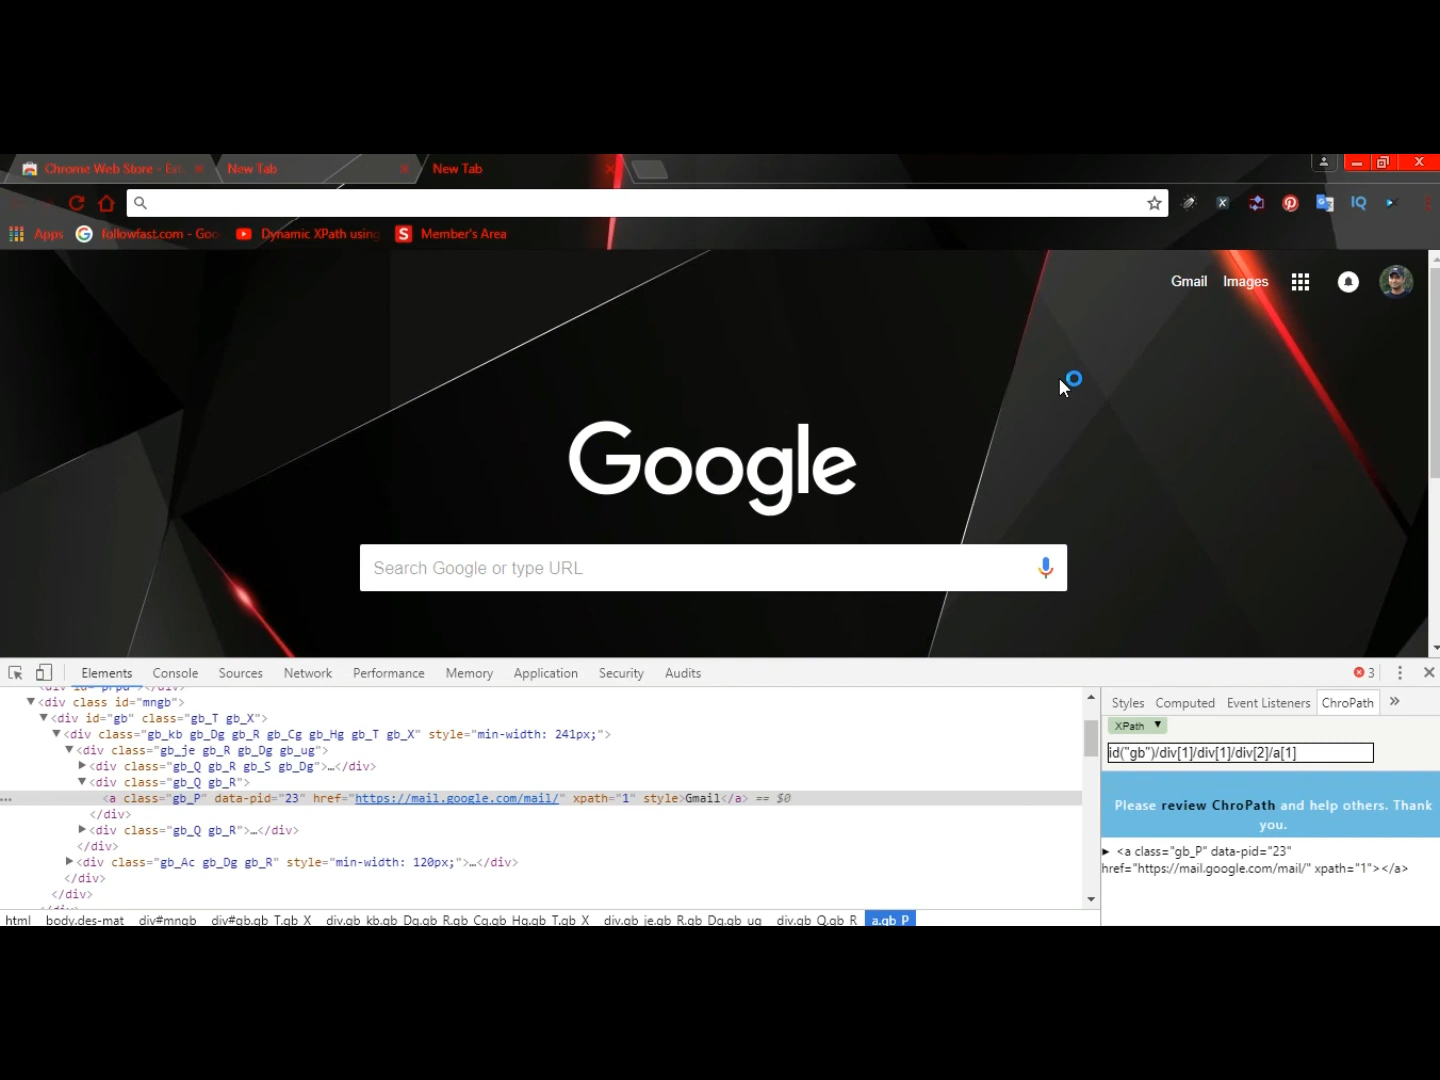 Chrome Web Store - Ext
New Tab
New Tab
Apps
followfast.com - Goo
Dynamic XPath using
S
Member's Area
X
IQ
Gmail
Images
Google
Search Google or type URL
Elements
Console
Sources
Network
Performance
Memory
Application
Security
Audits
3
<div id="prpd"></div>
▼<div class id="mngb">
▼<div id="gb" class="gb_T gb_X">
▼<div class="gb_kb gb_Dg gb_R gb_Cg gb_Hg gb_T gb_X" style="min-width: 241px;">
▼<div class="gb_je gb_R gb_Dg gb_ug">
▶<div class="gb_Q gb_R gb_S gb_Dg">…</div>
▼<div class="gb_Q gb_R">
<a class="gb_P" data-pid="23" href="https://mail.google.com/mail/" xpath="1" style>Gmail</a> == $0
</div>
▶<div class="gb_Q gb_R">…</div>
</div>
▶<div class="gb_Ac gb_Dg gb_R" style="min-width: 120px;">…</div>
</div>
</div>
html body.des-mat div#mngb div#gb.gb_T.gb_X div.gb_kb.gb_Dg.gb_R.gb_Cg.gb_Hg.gb_T.gb_X div.gb_je.gb_R.gb_Dg.gb_ug div.gb_Q.gb_R a.gb_P
Styles
Computed
Event Listeners
ChroPath
»
XPath ▼
id("gb")/div[1]/div[1]/div[2]/a[1]
Please review ChroPath and help others. Thank
you.
▶ <a class="gb_P" data-pid="23"
href="https://mail.google.com/mail/" xpath="1"></a>